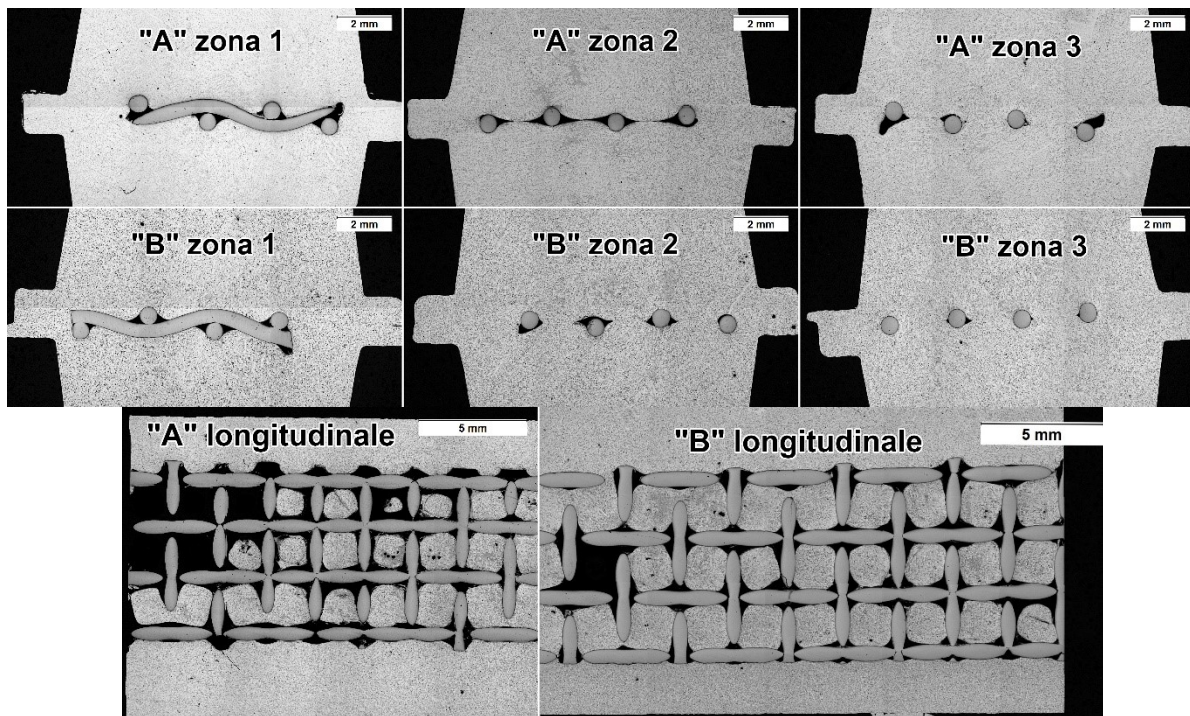 2 mm
"A" zona 1
2 mm
"A" zona 2
2 mm
"A" zona 3
2 mm
"B" zona 1
2 mm
"B" zona 2
2 mm
"B" zona 3
"A" longitudinale
5 mm
"B" longitudinale
5 mm